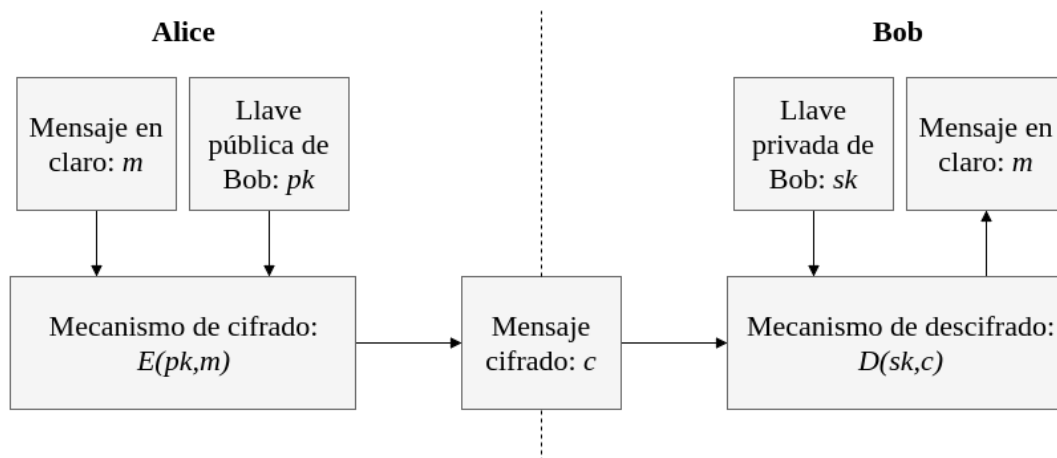 Alice
Bob
Mensaje en
claro: m
Llave
pública de
Bob: pk
Llave
privada de
Bob: sk
Mensaje en
claro: m
Mecanismo de cifrado:
E(pk,m)
Mensaje
cifrado: c
Mecanismo de descifrado:
D(sk,c)